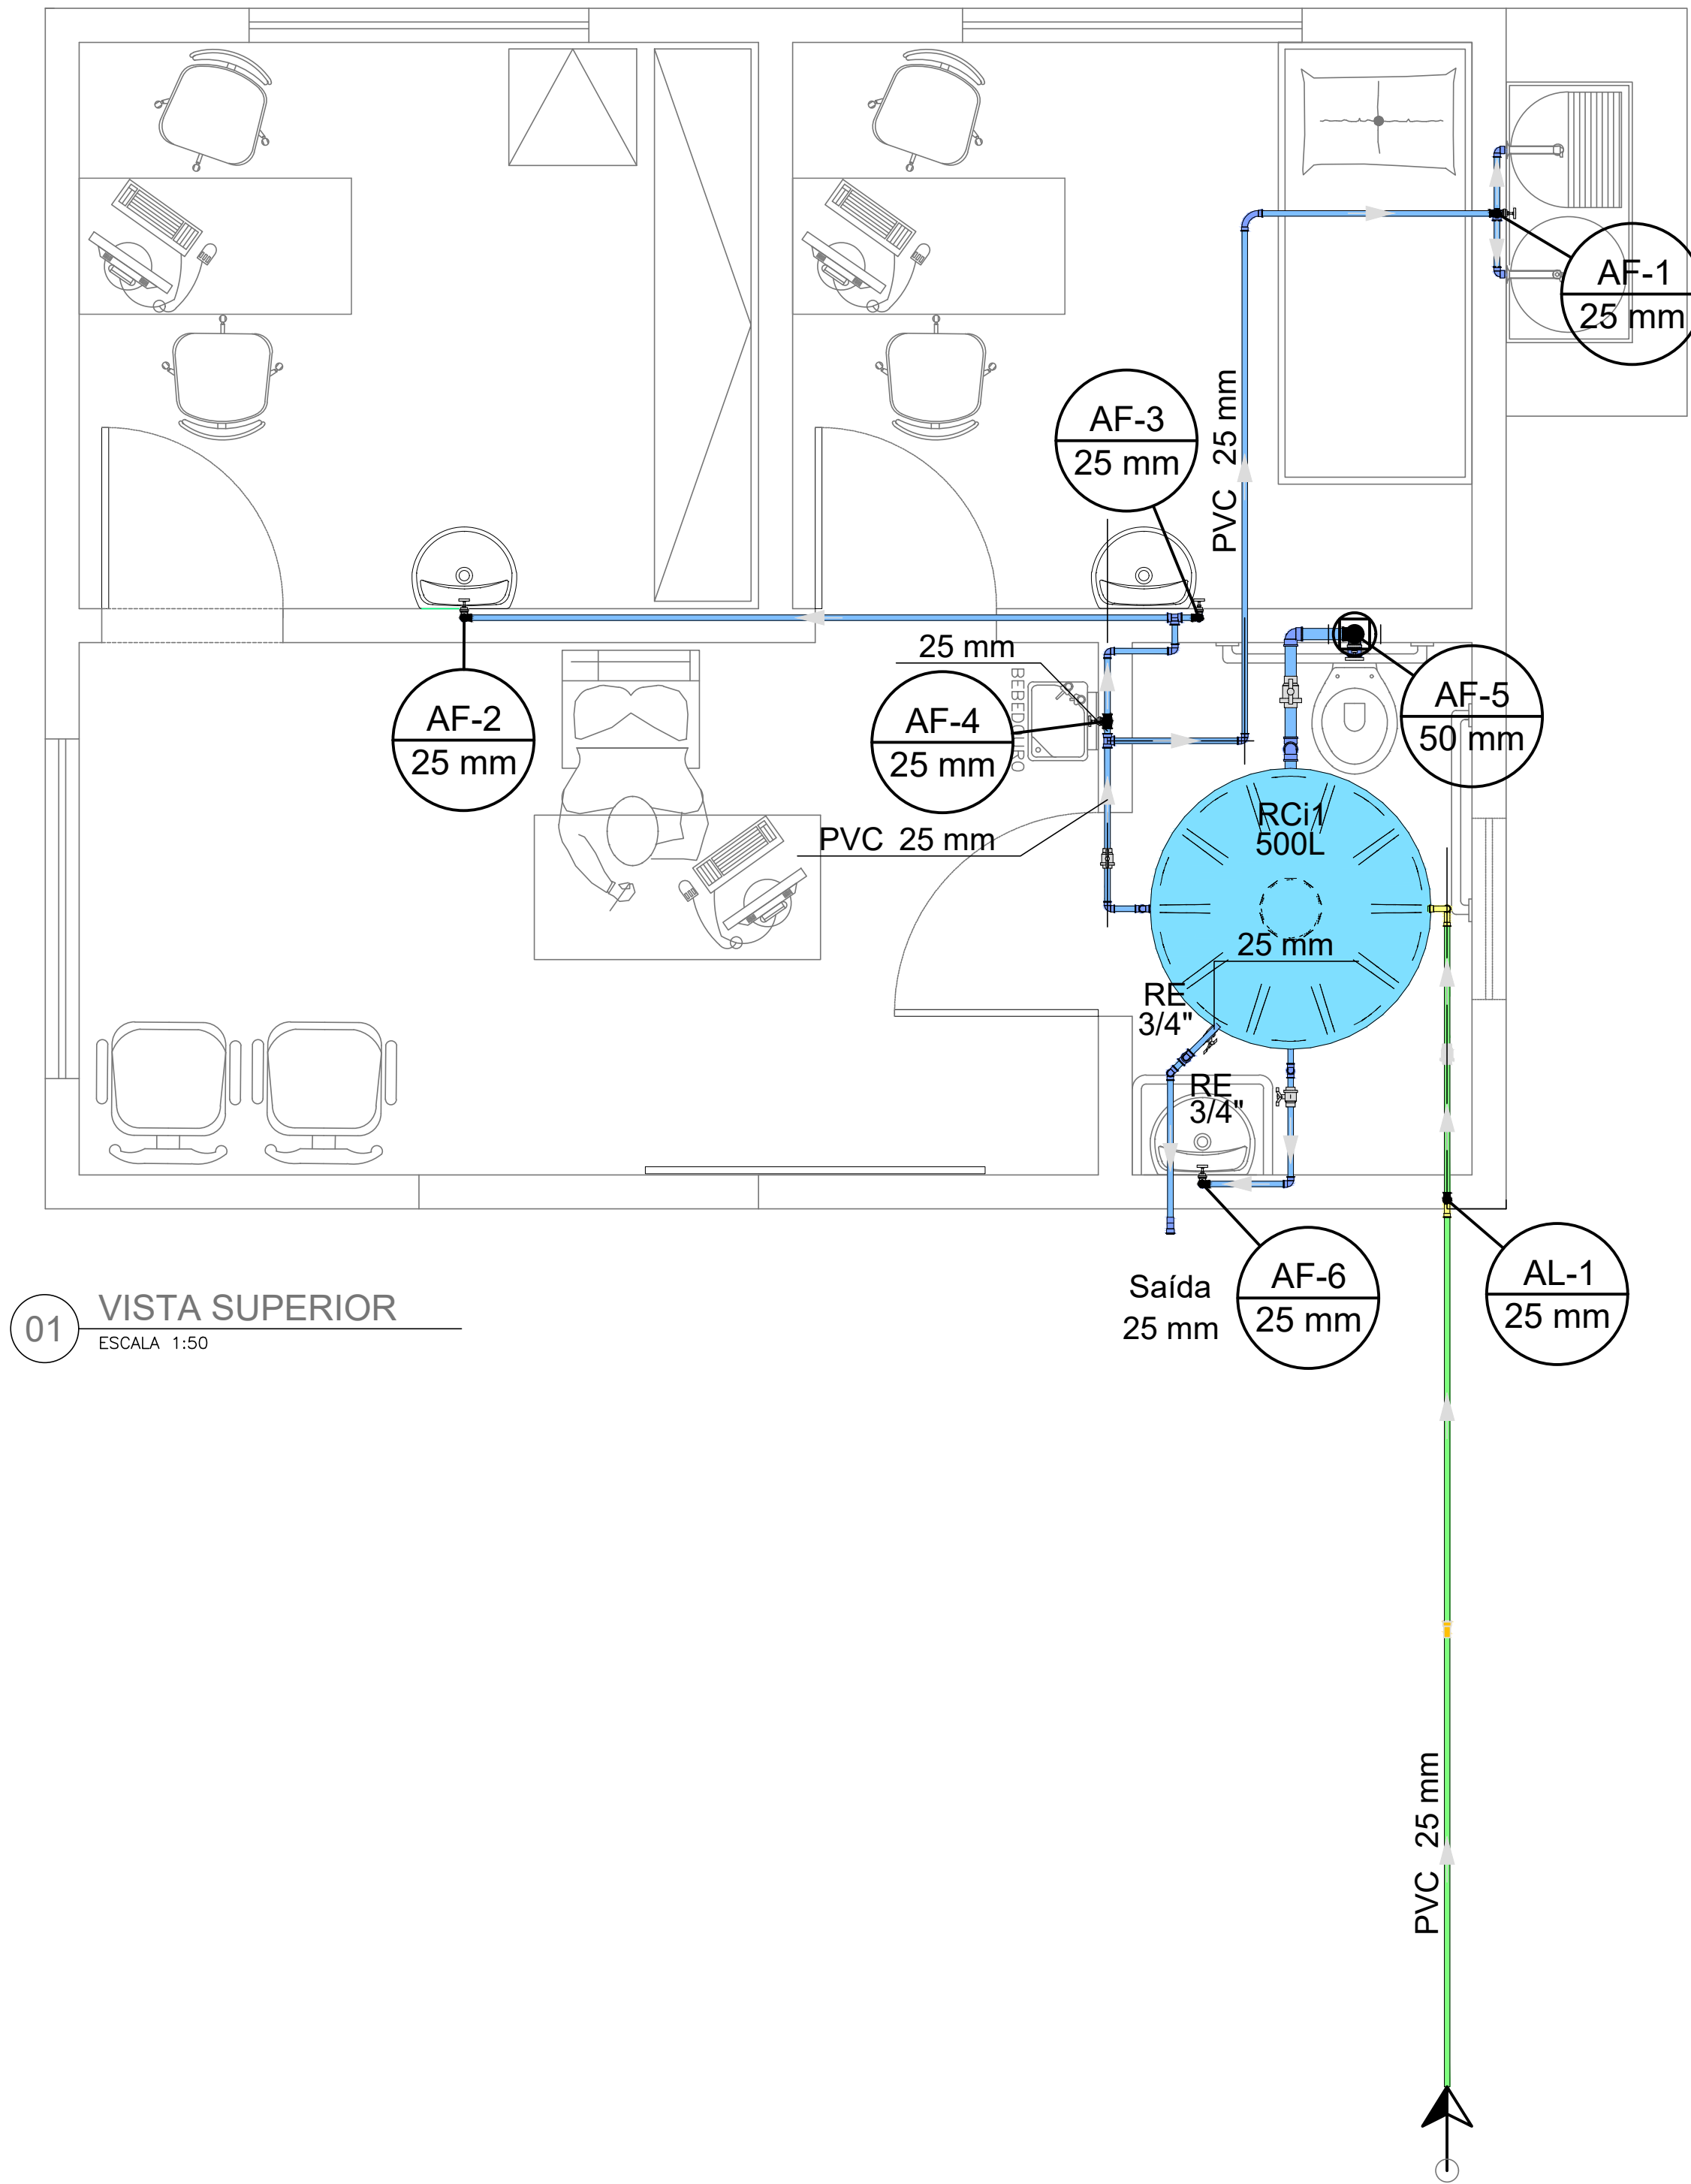 AF-1
25 mm
AF-3
25 mm
PVC 25 mm
25 mm
BEBEDOURO
AF-2
25 mm
AF-4
25 mm
AF-5
50 mm
PVC 25 mm
RCi1
500L
25 mm
RE
3/4"
RE
3/4"
Saída
25 mm
AF-6
25 mm
AL-1
25 mm
01
VISTA SUPERIOR
ESCALA 1:50
PVC 25 mm